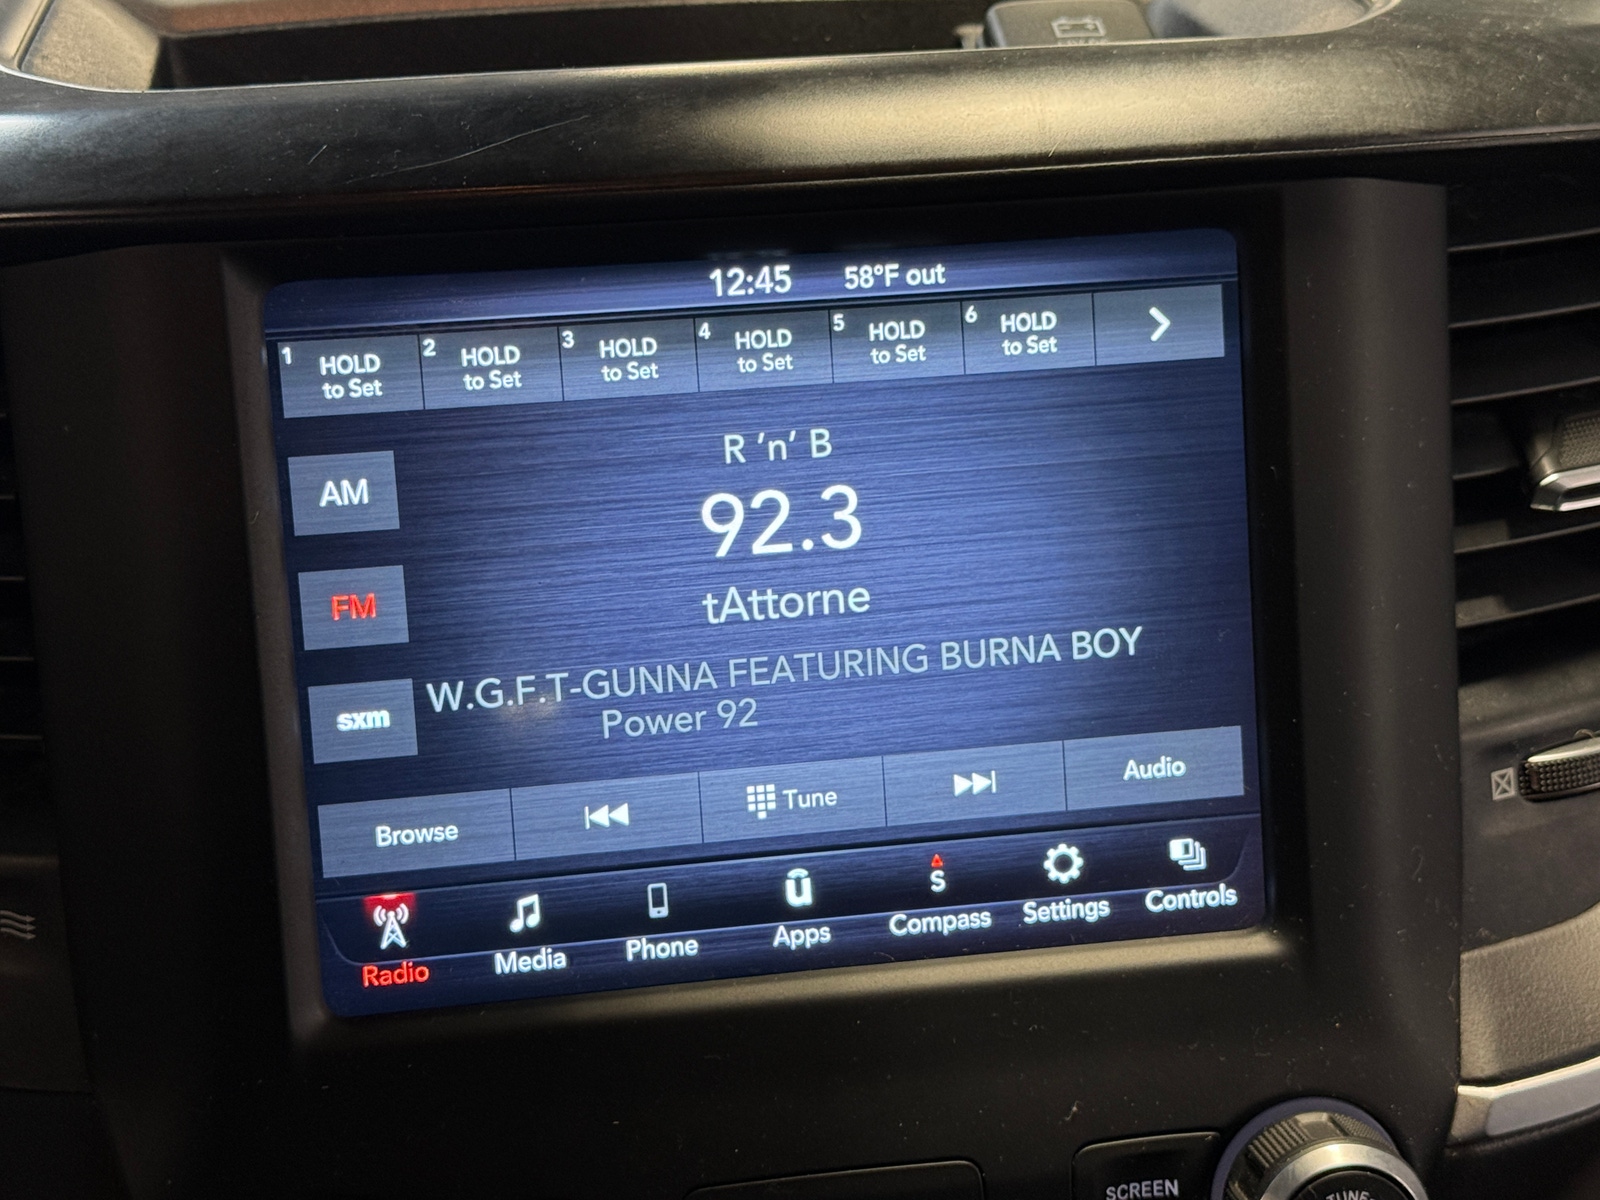 12:45 58°F out
1 HOLD to Set
2 HOLD to Set
3 HOLD to Set
4 HOLD to Set
5 HOLD to Set
6 HOLD to Set
R 'n' B
AM
92.3
FM
tAttorne
W.G.F.T-GUNNA FEATURING BURNA BOY
sxm
Power 92
Browse Tune Audio
S
Radio Media Phone Apps Compass Settings Controls
SCREEN
TUNE